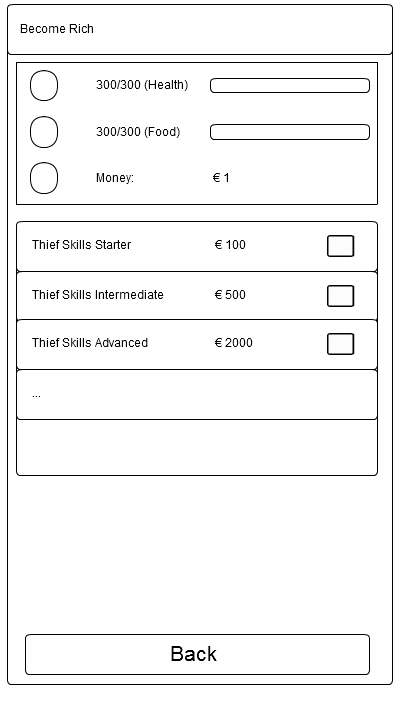 Become Rich
300/300 (Health)
300/300 (Food)
Money: € 1
Thief Skills Starter € 100
Thief Skills Intermediate € 500
Thief Skills Advanced € 2000
...
Back